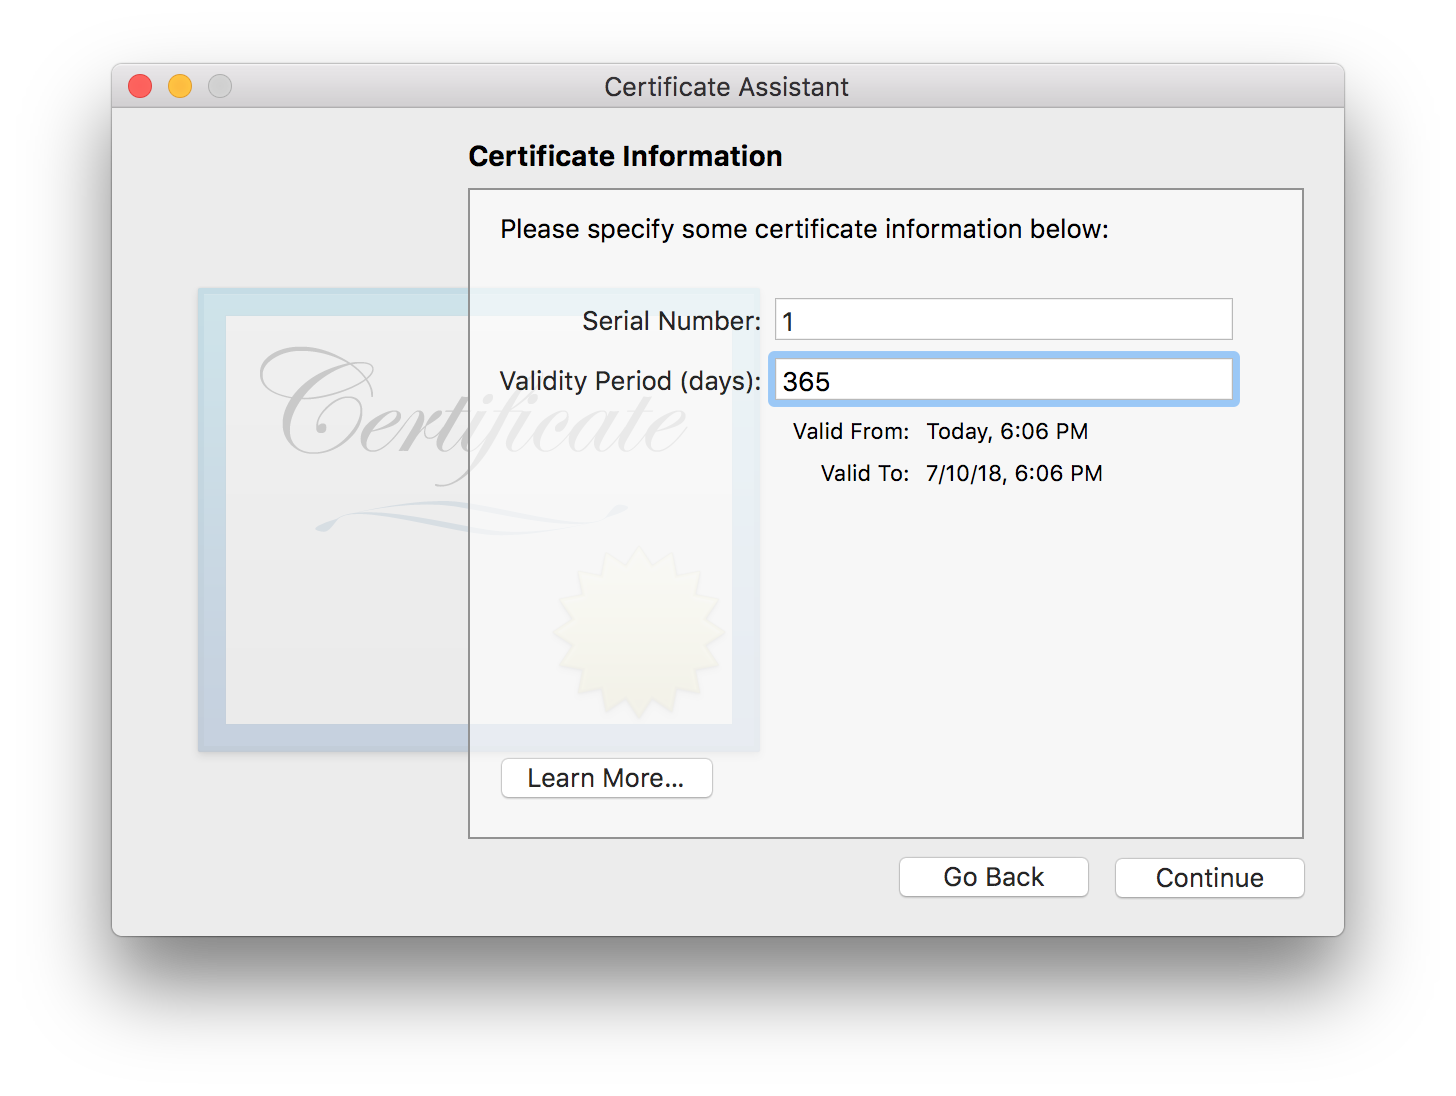 Certificate Assistant
Certificate Information
Please specify some certificate information below:
Serial Number: 1
Validity Period (days): 365
Certificate
Valid From: Today, 6:06 PM
Valid To: 7/10/18, 6:06 PM
Learn More...
Go Back Continue